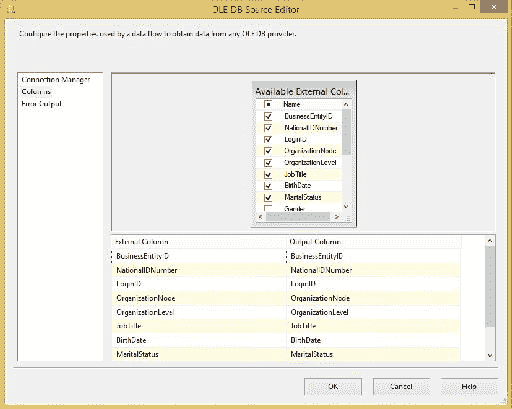 OLE DB Source Editor
Configure the properties used by a data flow to obtain data from any OLE DB provider.
Connection Manager
Columns
Error Output
Available External Col...
Name
BusinessEntityID
NationalIDNumber
LoginID
OrganizationNode
OrganizationLevel
JobTitle
BirthDate
MaritalStatus
Gender
External Column Output Column
BusinessEntityID BusinessEntityID
NationalIDNumber NationalIDNumber
LoginID LoginID
OrganizationNode OrganizationNode
OrganizationLevel OrganizationLevel
JobTitle JobTitle
BirthDate BirthDate
MaritalStatus MaritalStatus
OK Cancel Help